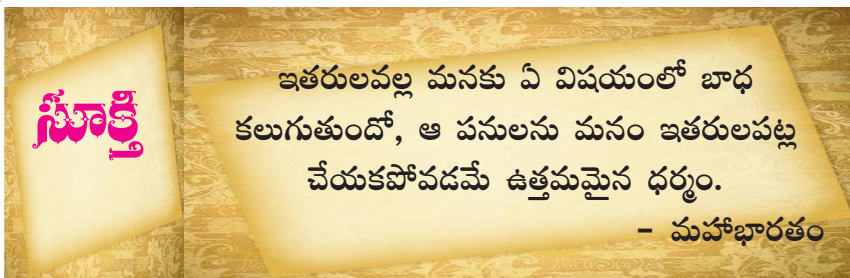 సూక్తి
ఇతరులవల్ల మనకు ఏ విషయంలో బాధ
కలుగుతుందో, ఆ పనులను మనం ఇతరులపట్ల
చేయకపోవడమే ఉత్తమమైన ధర్మం.
– మహాభారతం